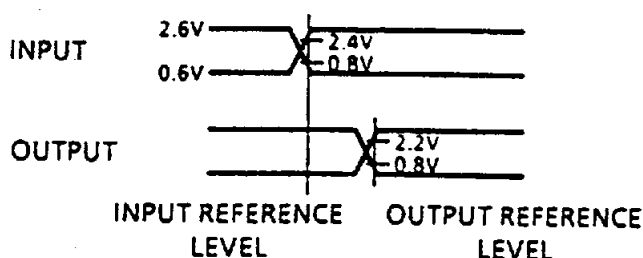 2.6V
INPUT
2.4V
0.8V
0.6V
OUTPUT
2.2V
0.8V
INPUT REFERENCE
LEVEL
OUTPUT REFERENCE
LEVEL